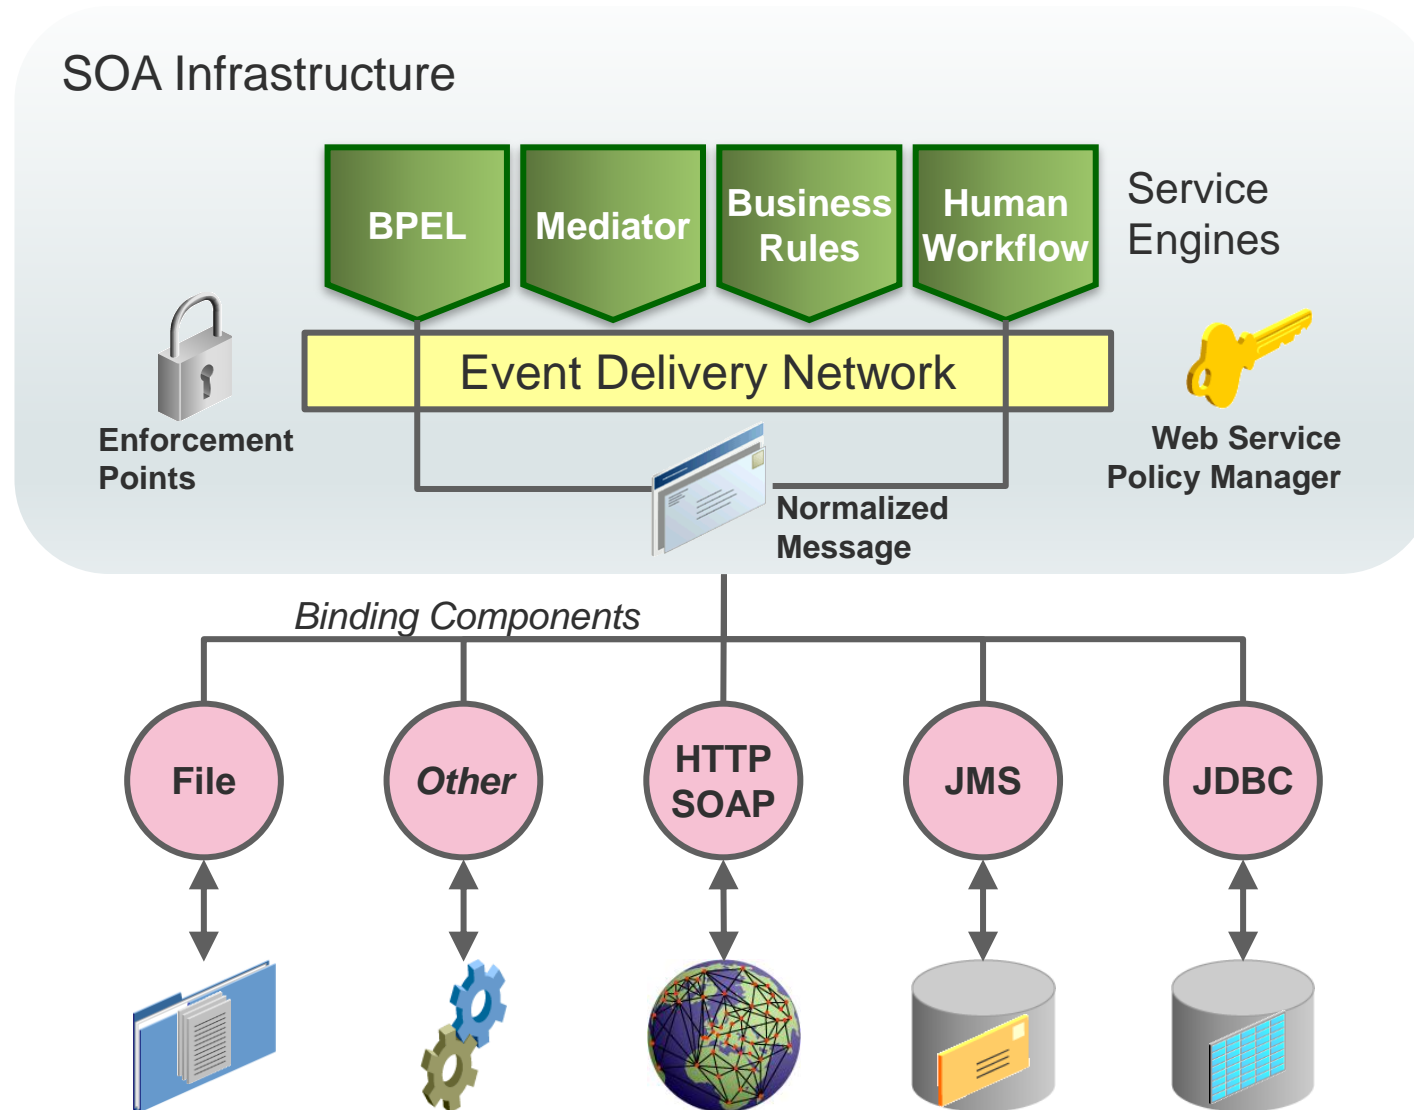 SOA Infrastructure
BPEL
Mediator
Business
Rules
Human
Workflow
Service
Engines
Event Delivery Network
Enforcement
Points
Web Service
Policy Manager
Normalized
Message
Binding Components
File
Other
HTTP
SOAP
JMS
JDBC